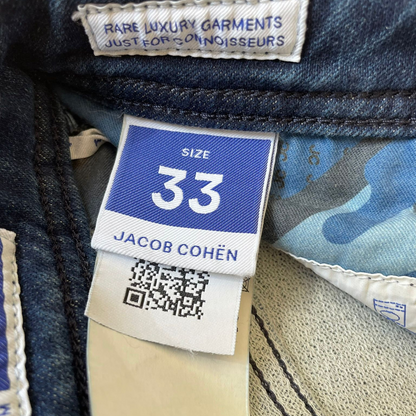 RARE LUXURY GARMENTS
JUST FOR CONNOISSEURS
SIZE
33
JACOB COHËN